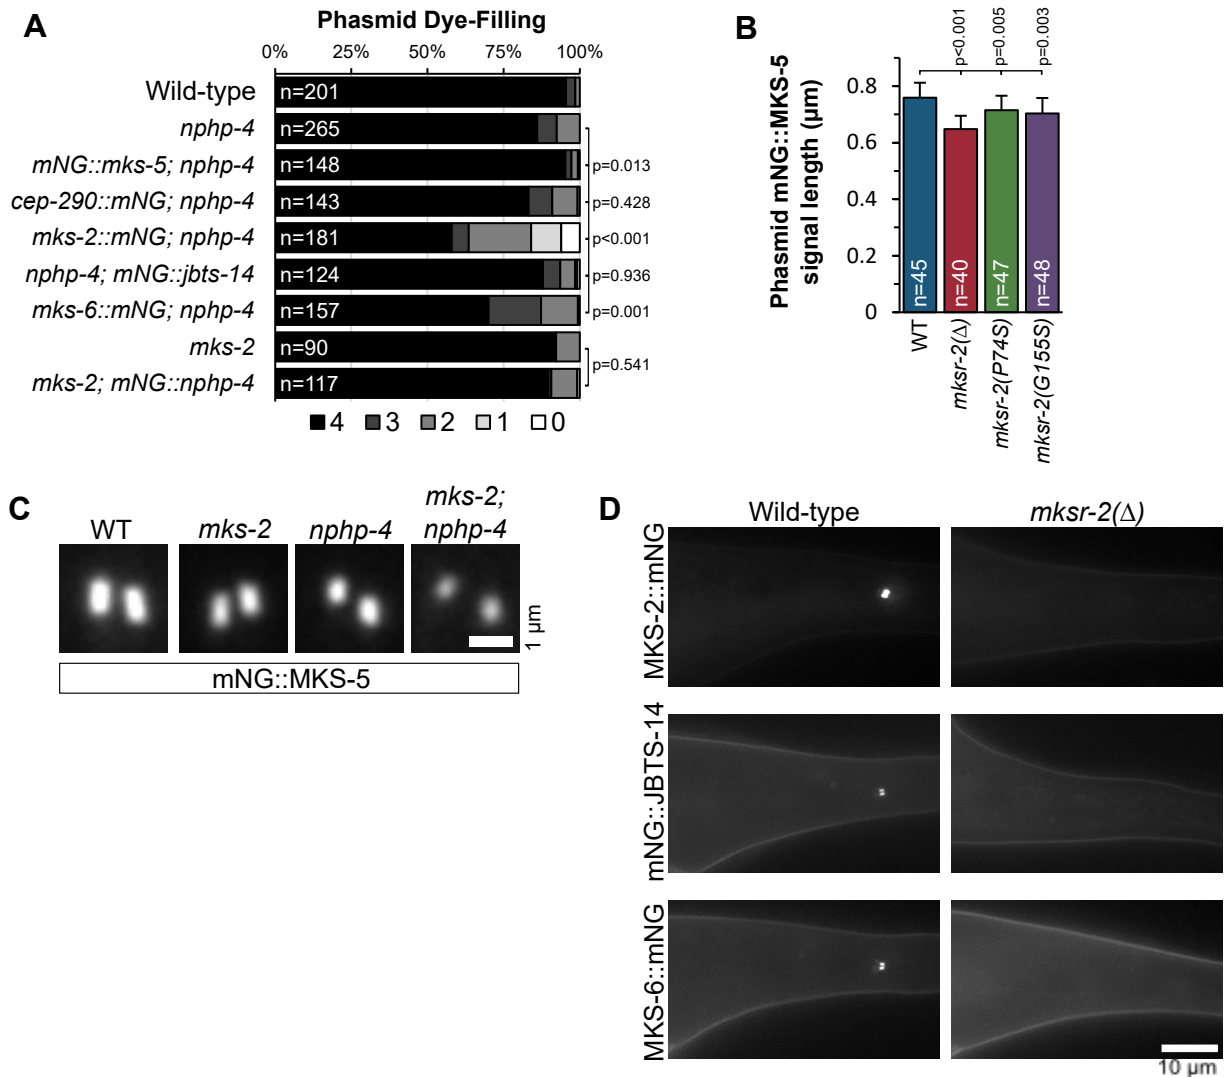 A
Phasmid Dye-Filling
0% 25% 50% 75% 100%
Wild-type n=201
nphp-4 n=265
mNG::mks-5; nphp-4 n=148 p=0.013
cep-290::mNG; nphp-4 n=143 p=0.428
mks-2::mNG; nphp-4 n=181 p<0.001
nphp-4; mNG::jbts-14 n=124 p=0.936
mks-6::mNG; nphp-4 n=157 p=0.001
mks-2 n=90
p=0.541
mks-2; mNG::nphp-4 n=117
4 3 2 1 0
B
Phasmid mNG::MKS-5
signal length (µm)
p<0.001
p=0.005
p=0.003
0.8
0.6
0.4
0.2
0
n=45
n=40
n=47
n=48
WT
mksr-2(Δ)
mksr-2(P74S)
mksr-2(G155S)
C
WT
mks-2
nphp-4
mks-2;
nphp-4
1 µm
mNG::MKS-5
D
Wild-type
mksr-2(Δ)
MKS-2::mNG
mNG::JBTS-14
MKS-6::mNG
10 µm